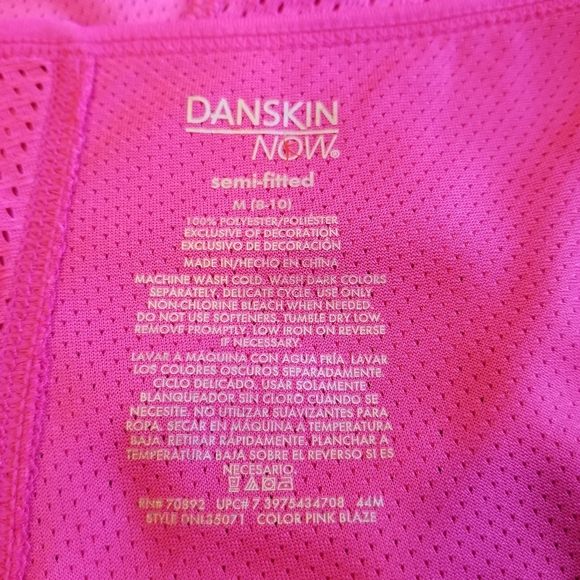 DANSKIN
NOW®
semi-fitted
M (8-10)
100% POLYESTER/POLIÉSTER
EXCLUSIVE OF DECORATION
EXCLUSIVO DE DECORACIÓN
MADE IN/HECHO EN CHINA
MACHINE WASH COLD. WASH DARK COLORS
SEPARATELY. DELICATE CYCLE. USE ONLY
NON-CHLORINE BLEACH WHEN NEEDED.
DO NOT USE SOFTENERS. TUMBLE DRY LOW.
REMOVE PROMPTLY, LOW IRON ON REVERSE
IF NECESSARY.
LAVAR A MÁQUINA CON AGUA FRÍA. LAVAR
LOS COLORES OSCUROS SEPARADAMENTE.
CICLO DELICADO. USAR SOLAMENTE
BLANQUEADOR SIN CLORO CUANDO SE
NECESITE. NO UTILIZAR SUAVIZANTES PARA
ROPA. SECAR EN MÁQUINA A TEMPERATURA
BAJA. RETIRAR RÁPIDAMENTE. PLANCHAR A
TEMPERATURA BAJA SOBRE EL REVERSO SI ES
NECESARIO.
RN# 70892 UPC# 7 3975434708 44M
STYLE DNI35071 COLOR PINK BLAZE